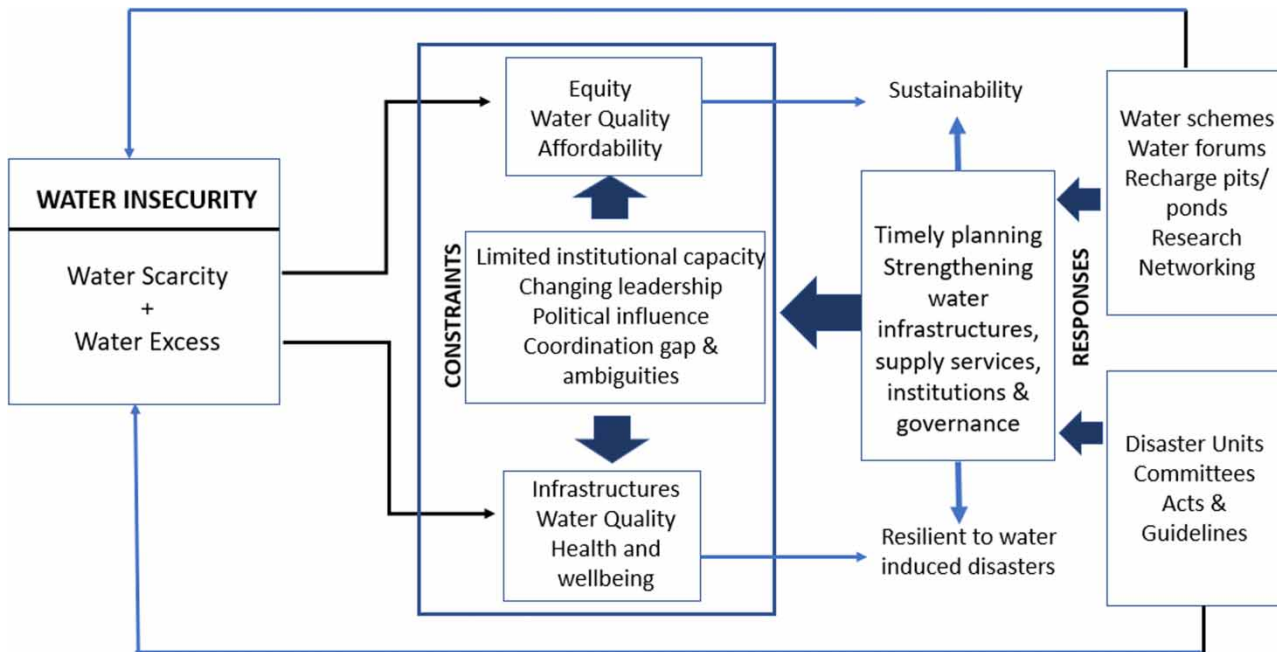 WATER INSECURITY
Water Scarcity
+
Water Excess
CONSTRAINTS
Equity
Water Quality
Affordability
Limited institutional capacity
Changing leadership
Political influence
Coordination gap &
ambiguities
Infrastructures
Water Quality
Health and
wellbeing
Sustainability
Timely planning
Strengthening
water
infrastructures,
supply services,
institutions &
governance
Resilient to water
induced disasters
RESPONSES
Water schemes
Water forums
Recharge pits/
ponds
Research
Networking
Disaster Units
Committees
Acts &
Guidelines